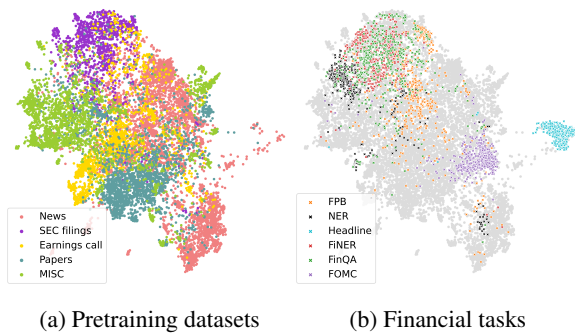 News
SEC filings
Earnings call
Papers
MISC
FPB
NER
Headline
FiNER
FinQA
FOMC
(a) Pretraining datasets
(b) Financial tasks